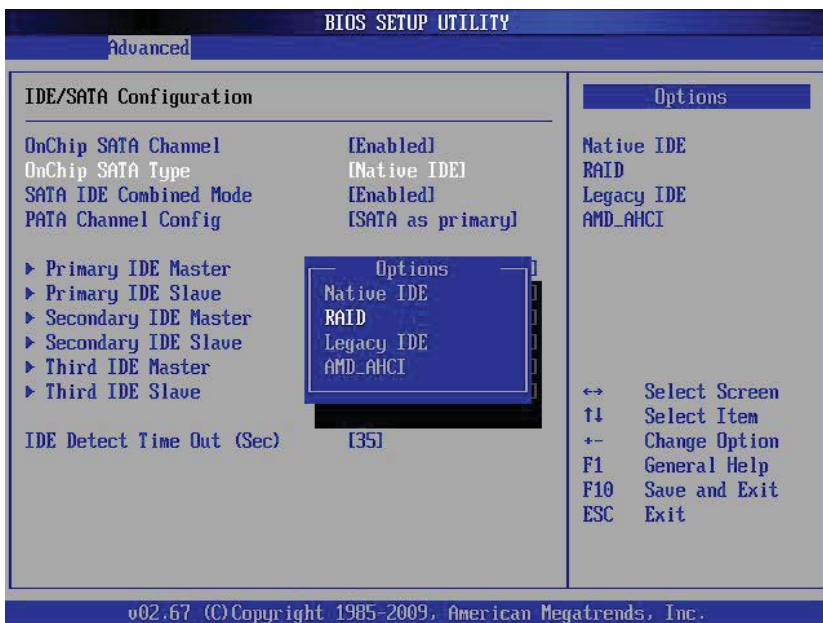 BIOS SETUP UTILITY
Advanced
IDE/SATA Configuration
OnChip SATA Channel [Enabled]
OnChip SATA Type [Native IDE]
SATA IDE Combined Mode [Enabled]
PATA Channel Config [SATA as primary]
▶ Primary IDE Master ]
▶ Primary IDE Slave ]
▶ Secondary IDE Master ]
▶ Secondary IDE Slave ]
▶ Third IDE Master ]
▶ Third IDE Slave ]
IDE Detect Time Out (Sec) [35]
Options
Native IDE
RAID
Legacy IDE
AMD_AHCI
Options
Native IDE
RAID
Legacy IDE
AMD_AHCI
↔ Select Screen
↑↓ Select Item
+- Change Option
F1 General Help
F10 Save and Exit
ESC Exit
v02.67 (C)Copyright 1985-2009, American Megatrends, Inc.